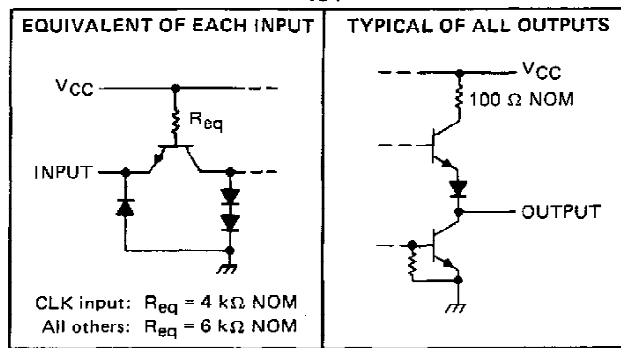 EQUIVALENT OF EACH INPUT
VCC
Req
INPUT
CLK input: Req = 4 kΩ NOM
All others: Req = 6 kΩ NOM
TYPICAL OF ALL OUTPUTS
VCC
100 Ω NOM
OUTPUT